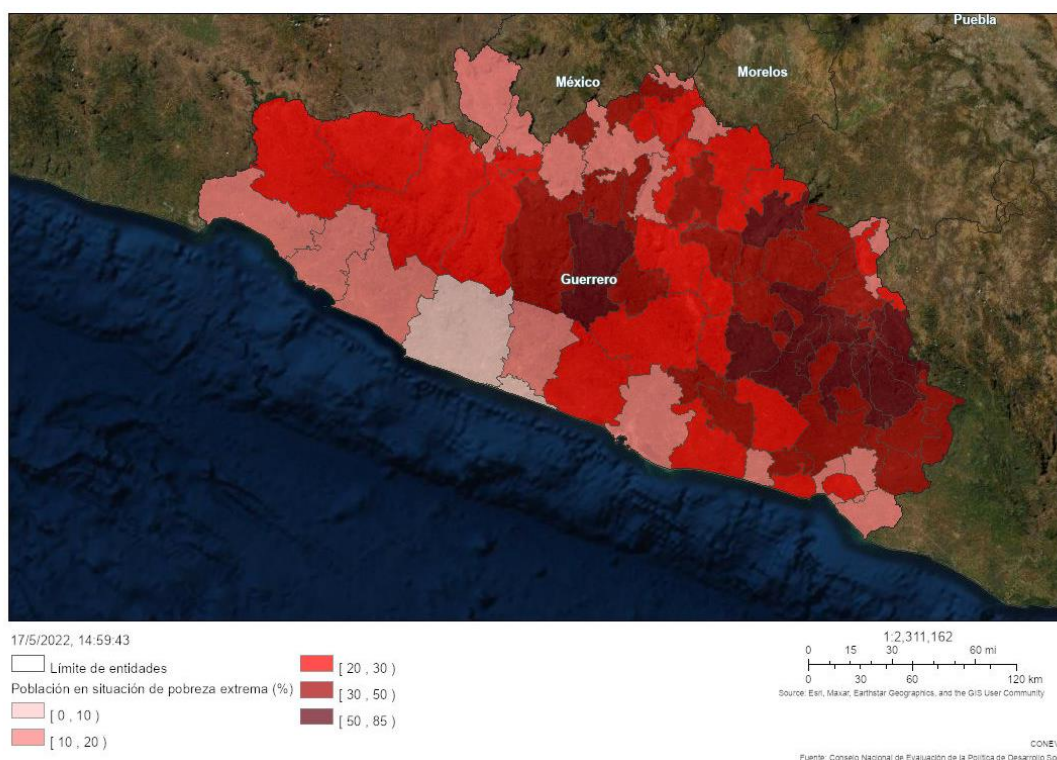 Puebla
México
Morelos
Guerrero
17/5/2022, 14:59:43
Límite de entidades
Población en situación de pobreza extrema (%)
[ 0 , 10 )
[ 10 , 20 )
[ 20 , 30 )
[ 30 , 50 )
[ 50 , 85 )
1:2,311,162
0 15 30 60 mi
0 30 60 120 km
Source: Esri, Maxar, Earthstar Geographics, and the GIS User Community
CONEV
Fuente: Consejo Nacional de Evaluación de la Política de Desarrollo So